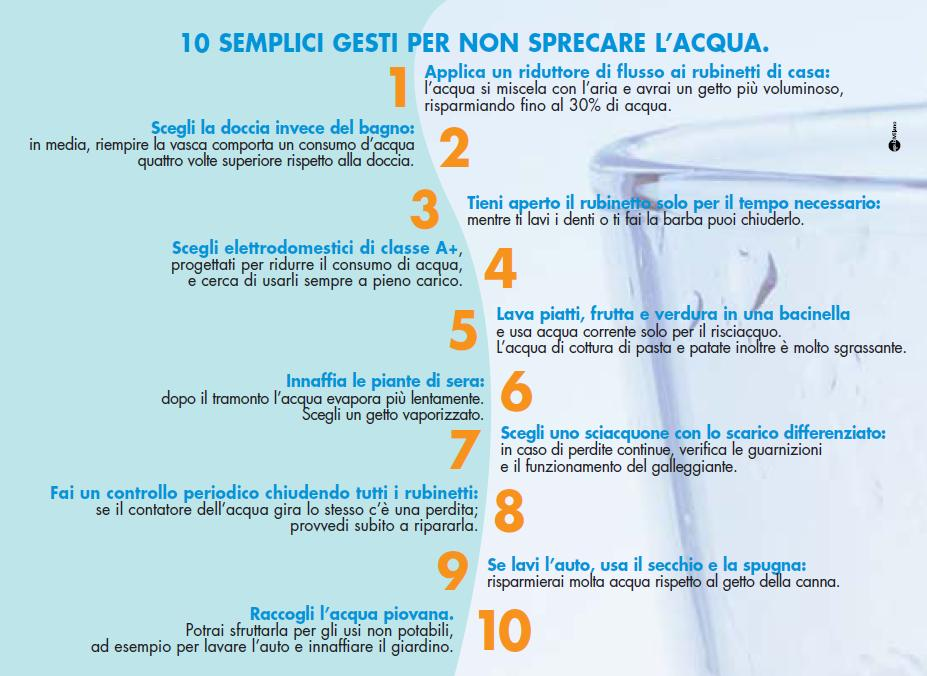 10 SEMPLICI GESTI PER NON SPRECARE L'ACQUA.
1
Applica un riduttore di flusso ai rubinetti di casa:
l'acqua si miscela con l'aria e avrai un getto più voluminoso,
risparmiando fino al 30% di acqua.
Scegli la doccia invece del bagno:
in media, riempire la vasca comporta un consumo d'acqua
quattro volte superiore rispetto alla doccia.
2
3
Tieni aperto il rubinetto solo per il tempo necessario:
mentre ti lavi i denti o ti fai la barba puoi chiuderlo.
Scegli elettrodomestici di classe A+,
progettati per ridurre il consumo di acqua,
e cerca di usarli sempre a pieno carico.
4
5
Lava piatti, frutta e verdura in una bacinella
e usa acqua corrente solo per il risciacquo.
L'acqua di cottura di pasta e patate inoltre è molto sgrassante.
Innaffia le piante di sera:
dopo il tramonto l'acqua evapora più lentamente.
Scegli un getto vaporizzato.
6
7
Scegli uno sciacquone con lo scarico differenziato:
in caso di perdite continue, verifica le guarnizioni
e il funzionamento del galleggiante.
Fai un controllo periodico chiudendo tutti i rubinetti:
se il contatore dell'acqua gira lo stesso c'è una perdita;
provvedi subito a ripararla.
8
9
Se lavi l'auto, usa il secchio e la spugna:
risparmierai molta acqua rispetto al getto della canna.
Raccogli l'acqua piovana.
Potrai sfruttarla per gli usi non potabili,
ad esempio per lavare l'auto e innaffiare il giardino.
10